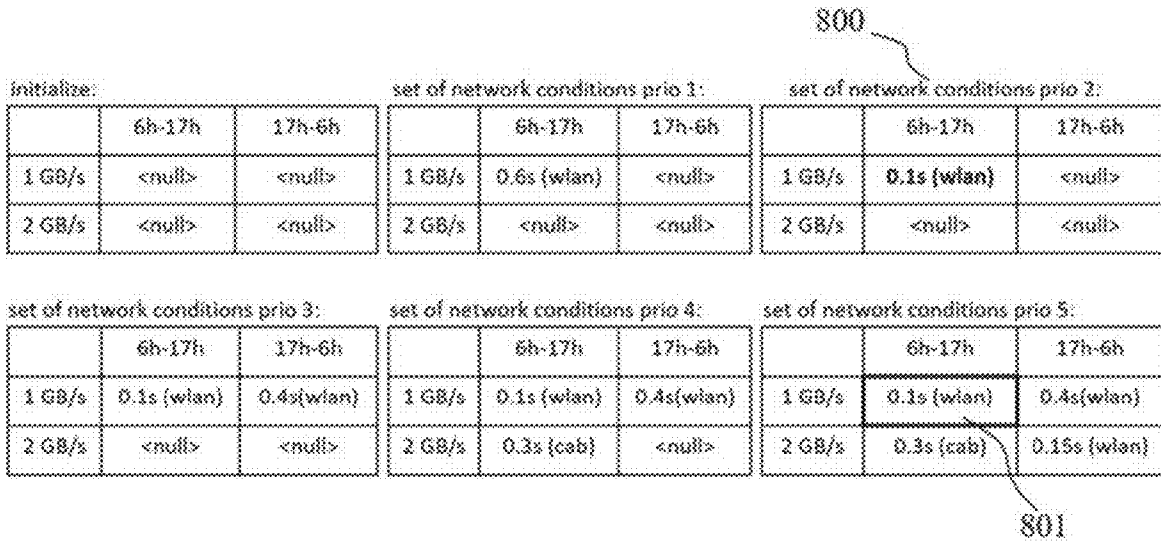 800
initialize: set of network conditions prio 1: set of network conditions prio 2:
6h-17h 17h-6h 6h-17h 17h-6h 6h-17h 17h-6h
1 GB/s <null> <null> 1 GB/s 0.6s (wlan) <null> 1 GB/s 0.1s (wlan) <null>
2 GB/s <null> <null> 2 GB/s <null> <null> 2 GB/s <null> <null>
set of network conditions prio 3: set of network conditions prio 4: set of network conditions prio 5:
6h-17h 17h-6h 6h-17h 17h-6h 6h-17h 17h-6h
1 GB/s 0.1s (wlan) 0.4s(wlan) 1 GB/s 0.1s (wlan) 0.4s(wlan) 1 GB/s 0.1s (wlan) 0.4s(wlan)
2 GB/s <null> <null> 2 GB/s 0.3s (cab) <null> 2 GB/s 0.3s (cab) 0.15s (wlan)
801